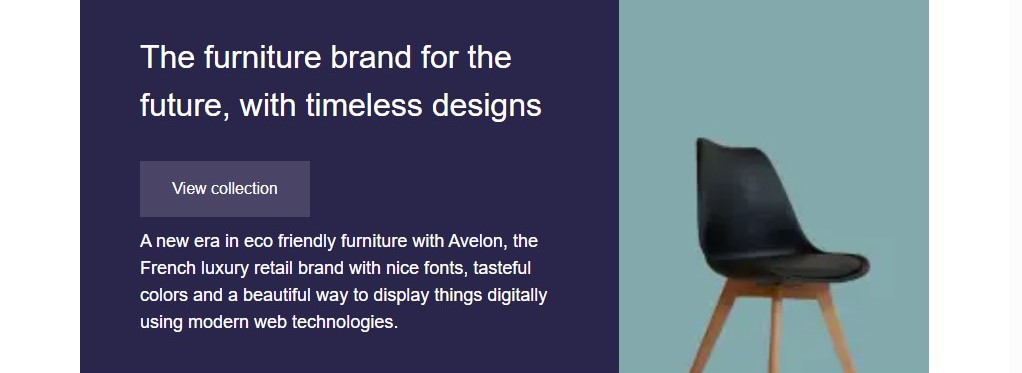 The furniture brand for the
future, with timeless designs
View collection
A new era in eco friendly furniture with Avelon, the
French luxury retail brand with nice fonts, tasteful
colors and a beautiful way to display things digitally
using modern web technologies.